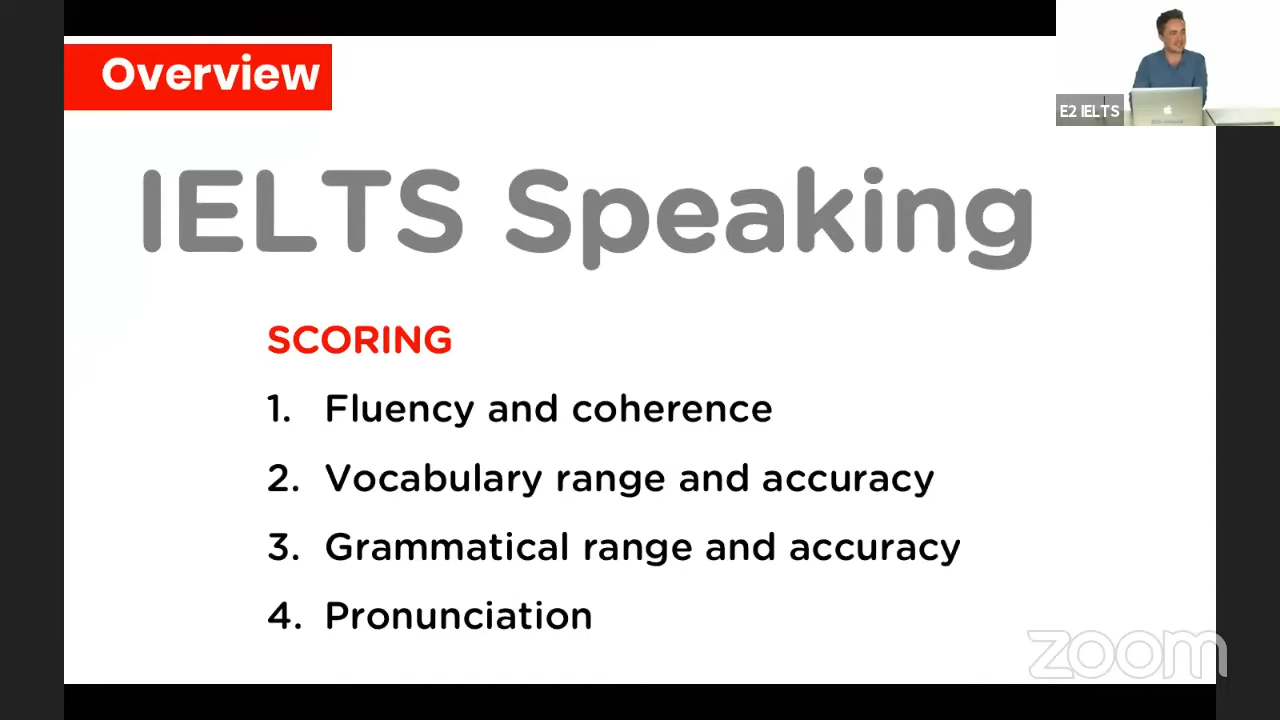 Overview
E2 IELTS
IELTS Speaking
SCORING
1. Fluency and coherence
2. Vocabulary range and accuracy
3. Grammatical range and accuracy
4. Pronunciation
zoom